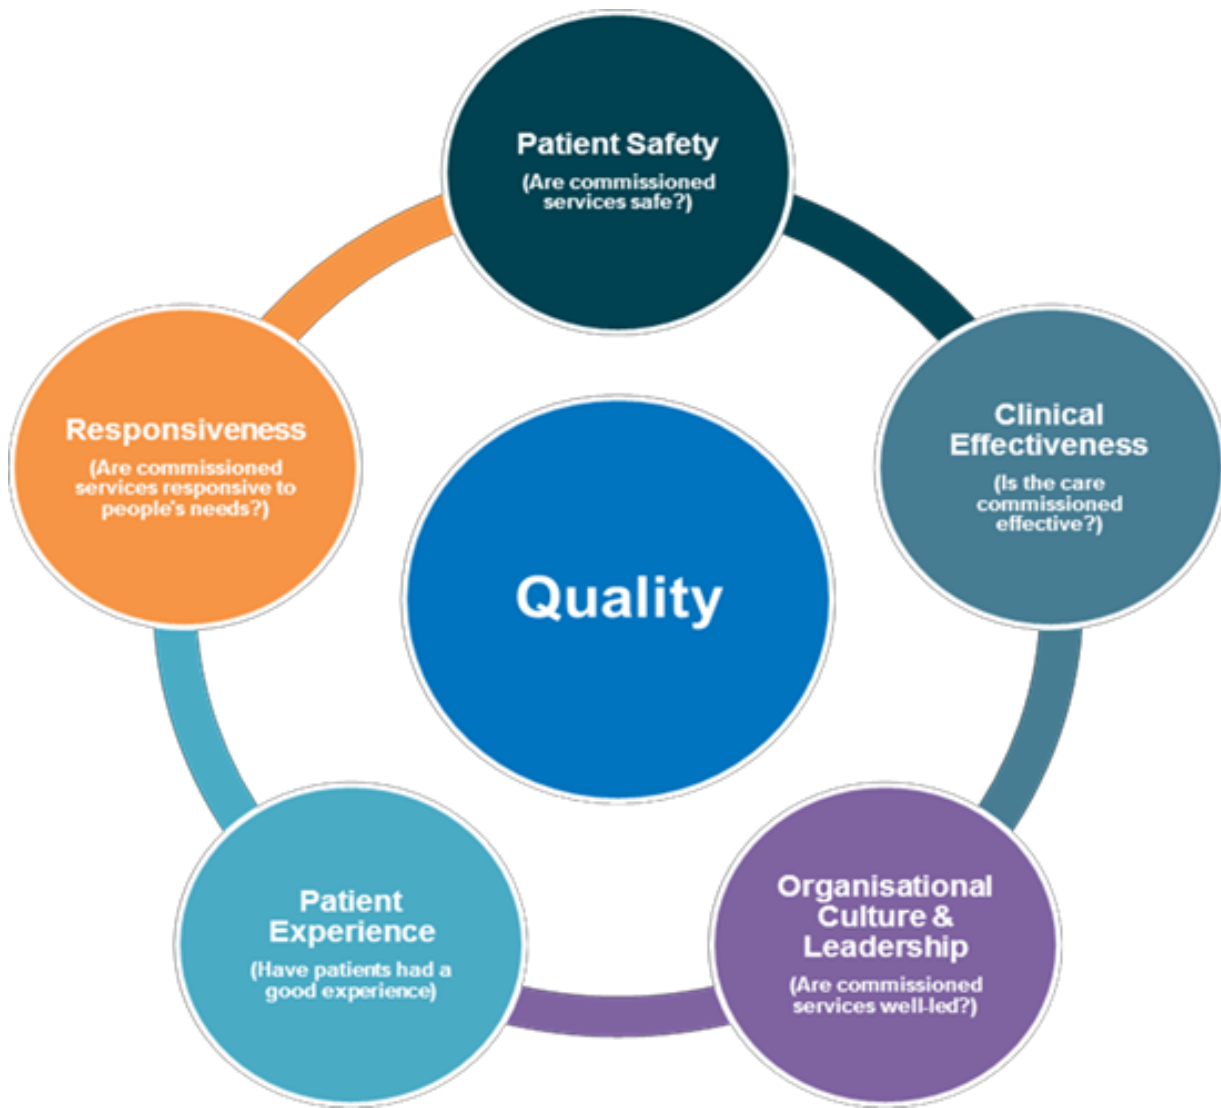 Patient Safety
(Are commissioned
services safe?)
Clinical
Effectiveness
(Is the care
commissioned
effective?)
Organisational
Culture &
Leadership
(Are commissioned
services well-led?)
Patient
Experience
(Have patients had a
good experience)
Responsiveness
(Are commissioned
services responsive to
people's needs?)
Quality